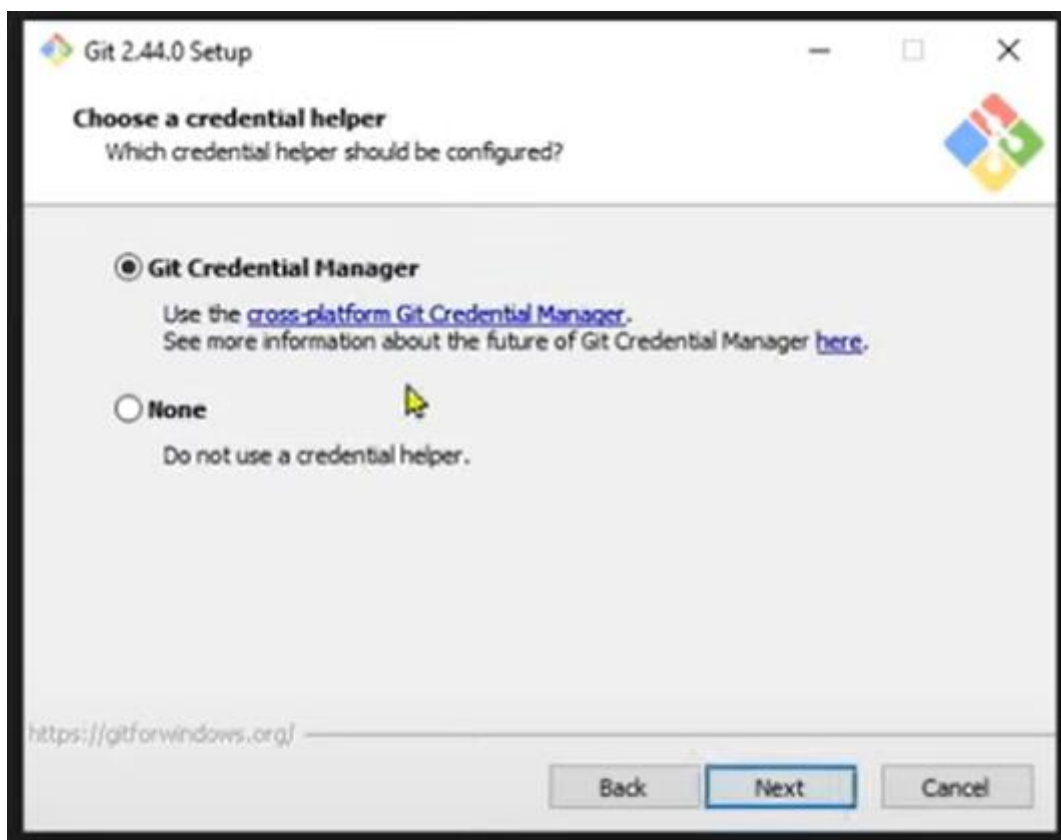 Git 2.44.0 Setup
Choose a credential helper
Which credential helper should be configured?
Git Credential Manager
Use the cross-platform Git Credential Manager.
See more information about the future of Git Credential Manager here.
None
Do not use a credential helper.
https://gitforwindows.org/
Back Next Cancel